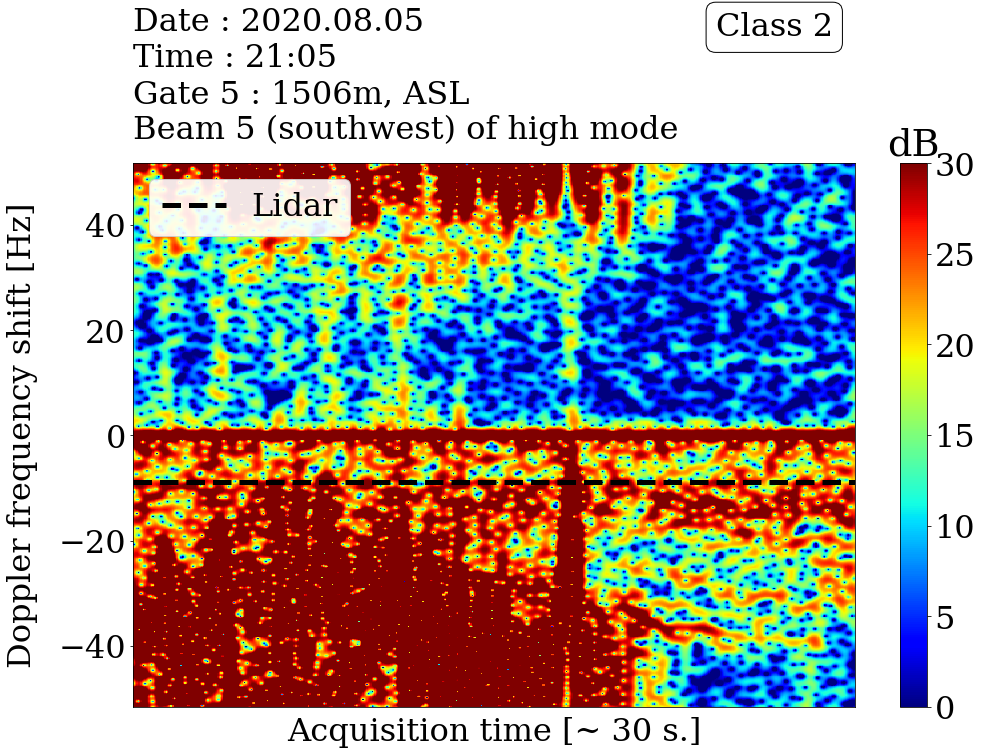 Date : 2020.08.05
Time : 21:05
Gate 5 : 1506m, ASL
Beam 5 (southwest) of high mode
Class 2
dB
Lidar
Doppler frequency shift [Hz]
40
20
0
−20
−40
30
25
20
15
10
5
0
Acquisition time [~ 30 s.]